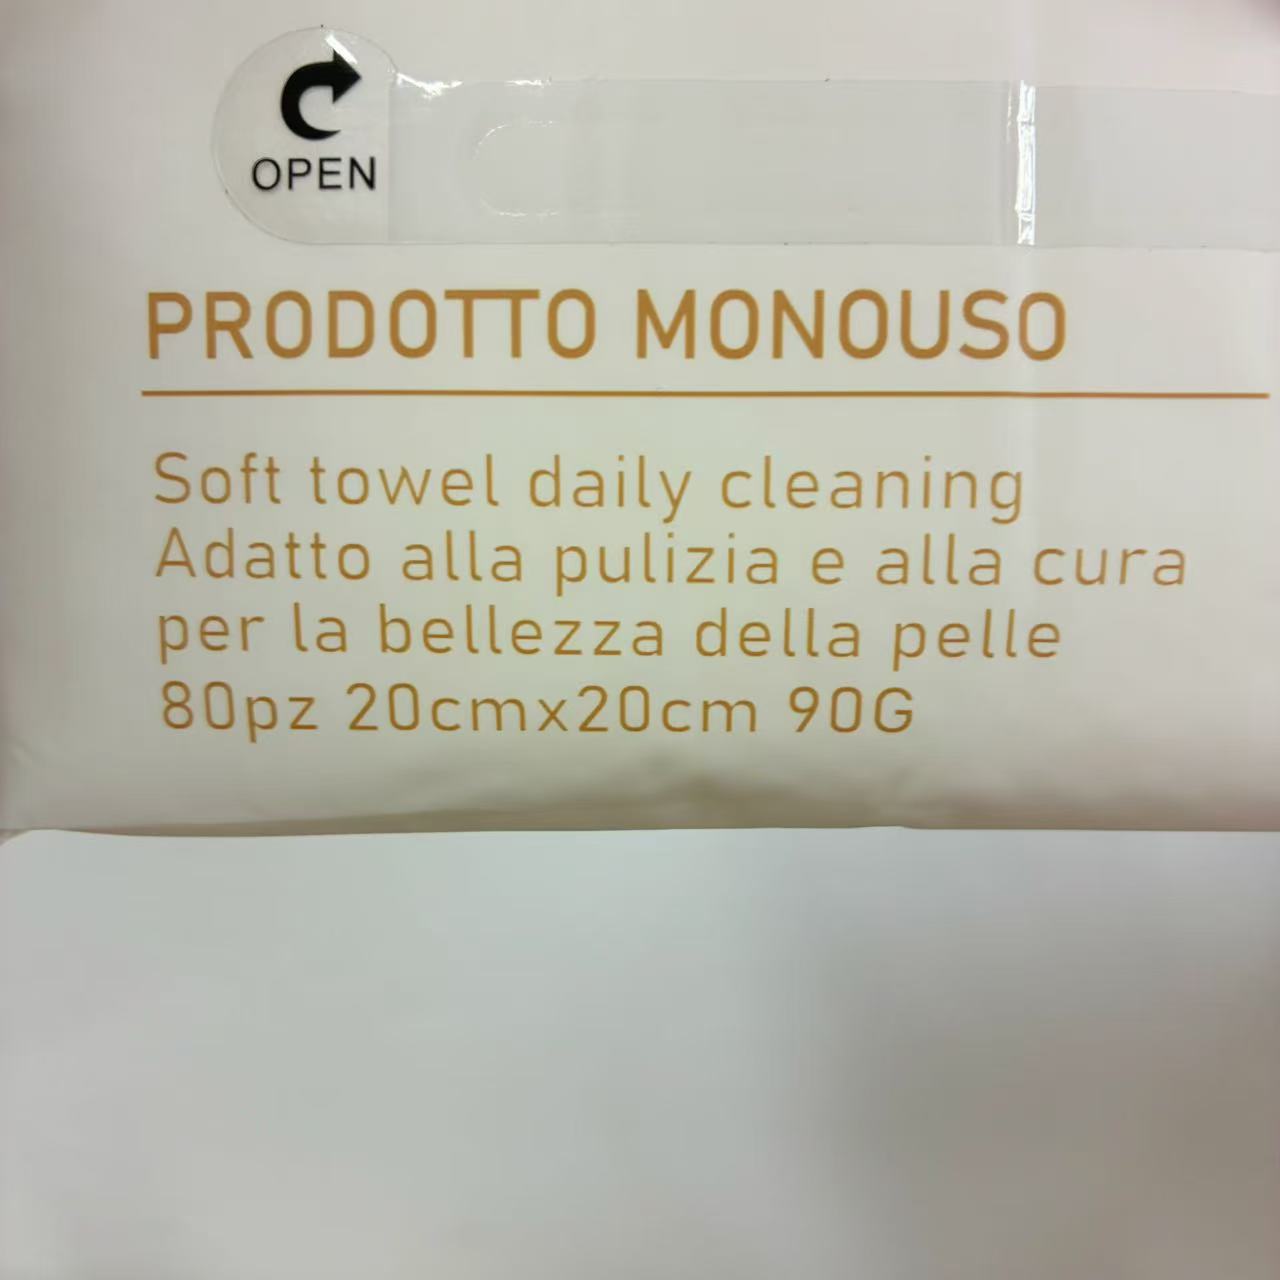 OPEN
PRODOTTO MONOUSO
Soft towel daily cleaning
Adatto alla pulizia e alla cura
per la bellezza della pelle
80pz 20cmx20cm 90G